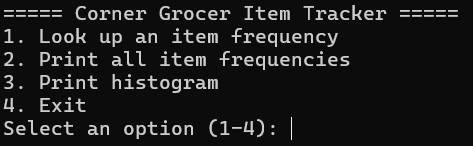 ===== Corner Grocer Item Tracker =====
1. Look up an item frequency
2. Print all item frequencies
3. Print histogram
4. Exit
Select an option (1-4):